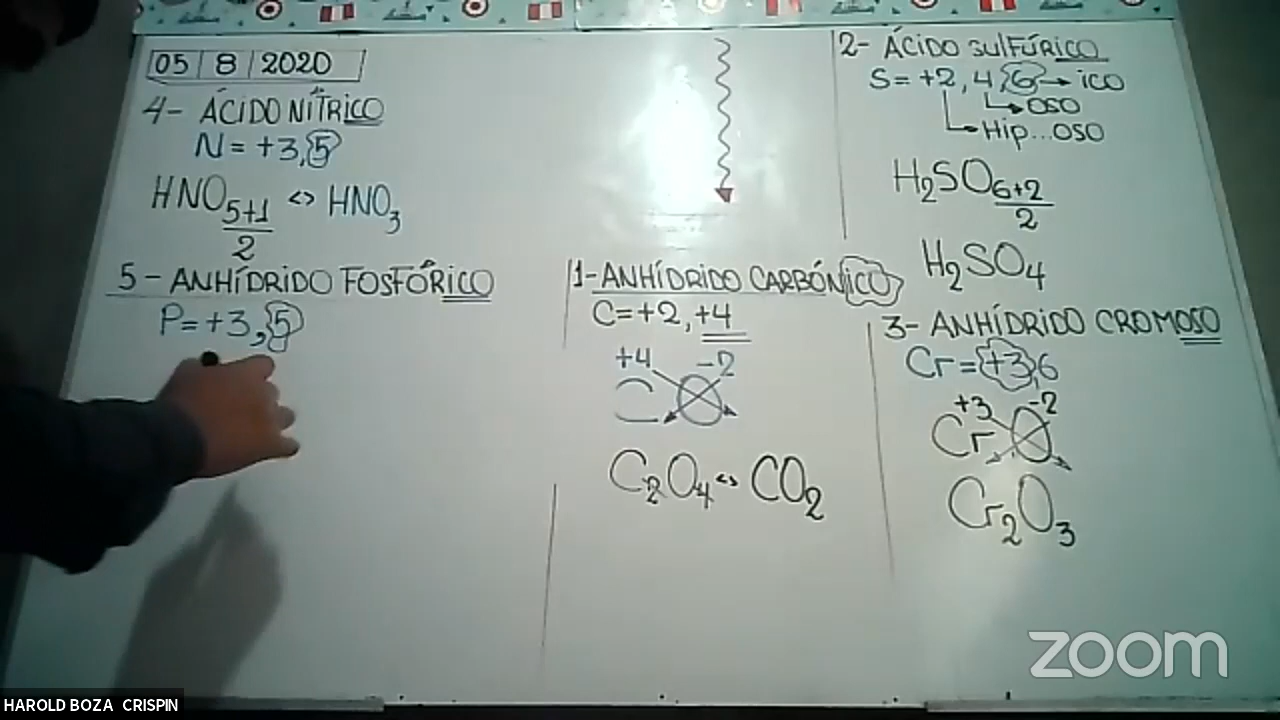 05 | 8 | 2020
4- ÁCIDO NÍTRICO
N = +3, 5
HNO5+1/2 <> HNO3
5- ANHÍDRIDO FOSFÓRICO
P = +3, 5
1- ANHÍDRIDO CARBÓNICO
C = +2, +4
+4 -2
C O
C2O4 <> CO2
2- ÁCIDO SULFÚRICO
S = +2, 4, 6 → ICO
→ OSO
→ Hip...OSO
H2SO6+2/2
H2SO4
3- ANHÍDRIDO CROMOSO
Cr = +3, 6
+3 -2
Cr O
Cr2O3
zoom
HAROLD BOZA CRISPIN